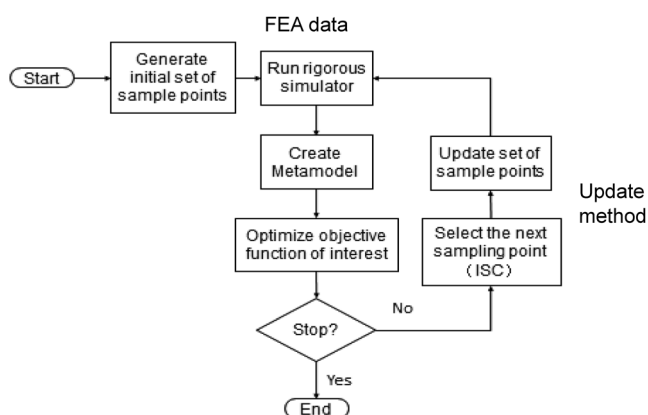 FEA data
Start
Generate
initial set of
sample points
Run rigorous
simulator
Create
Metamodel
Update set of
sample points
Update
method
Optimize objective
function of interest
Select the next
sampling point
（ISC）
Stop?
No
Yes
End